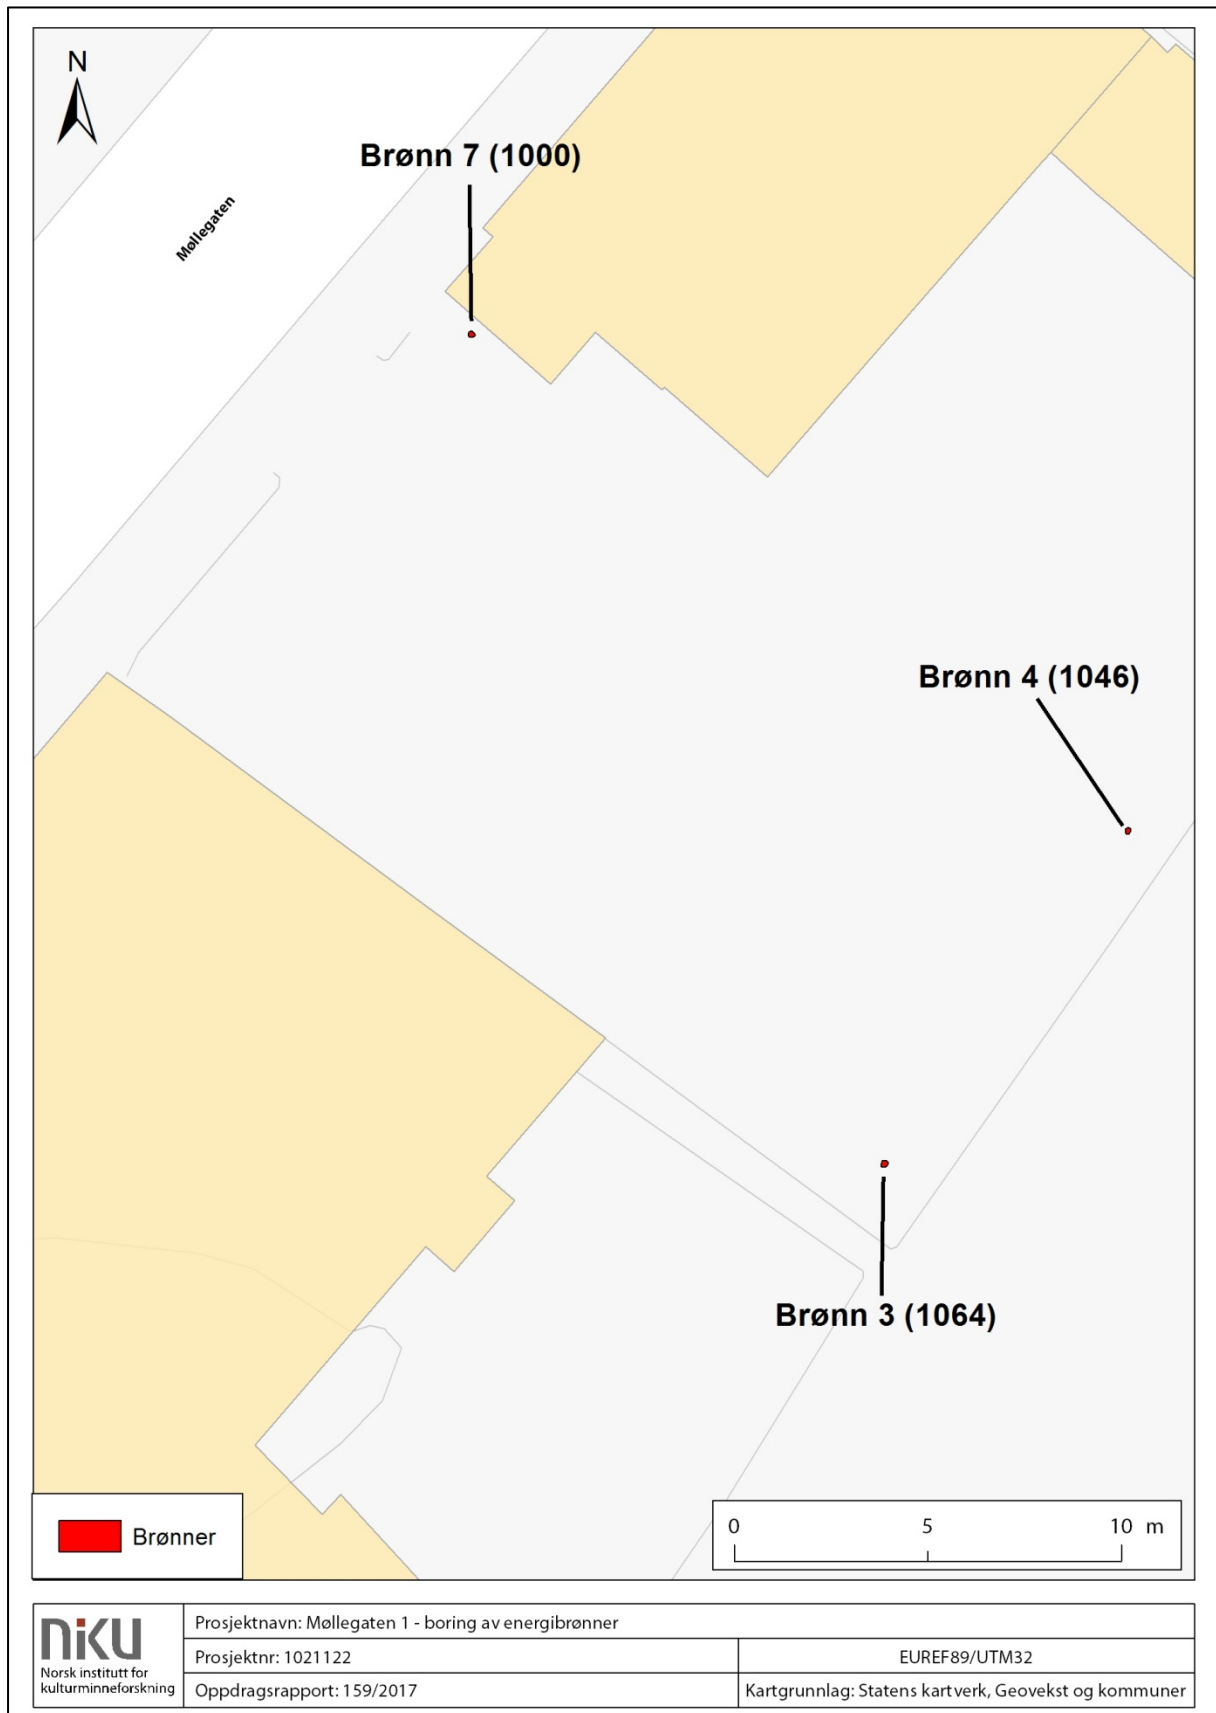 N
Brønn 7 (1000)
Møllegaten
Brønn 4 (1046)
Brønn 3 (1064)
Brønner
0 5 10 m
niku
Norsk institutt for
kulturminneforskning
Prosjektnavn: Møllegaten 1 - boring av energibrønner
Prosjektnr: 1021122
EUREF89/UTM32
Oppdragsrapport: 159/2017
Kartgrunnlag: Statens kartverk, Geovekst og kommuner